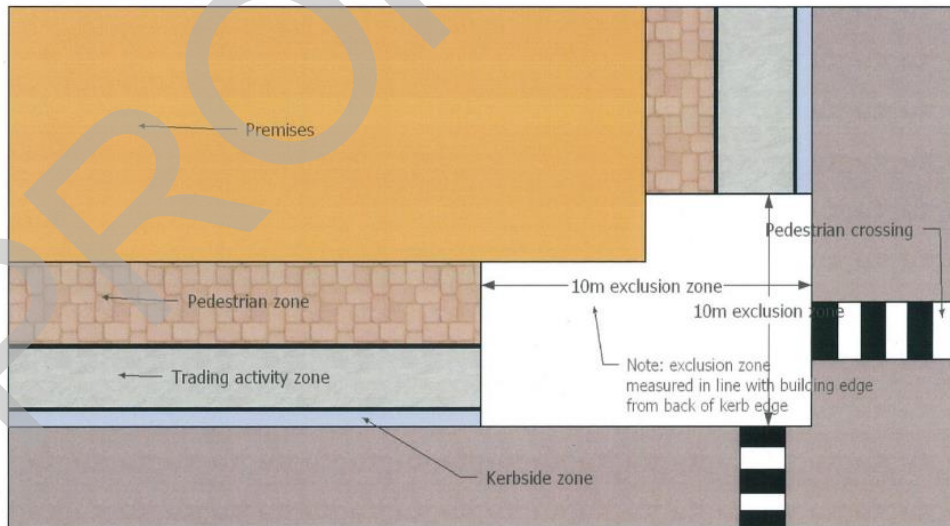 Premises
Pedestrian crossing
10m exclusion zone
Pedestrian zone
10m exclusion zone
Note: exclusion zone
measured in line with building edge
from back of kerb edge
Trading activity zone
Kerbside zone